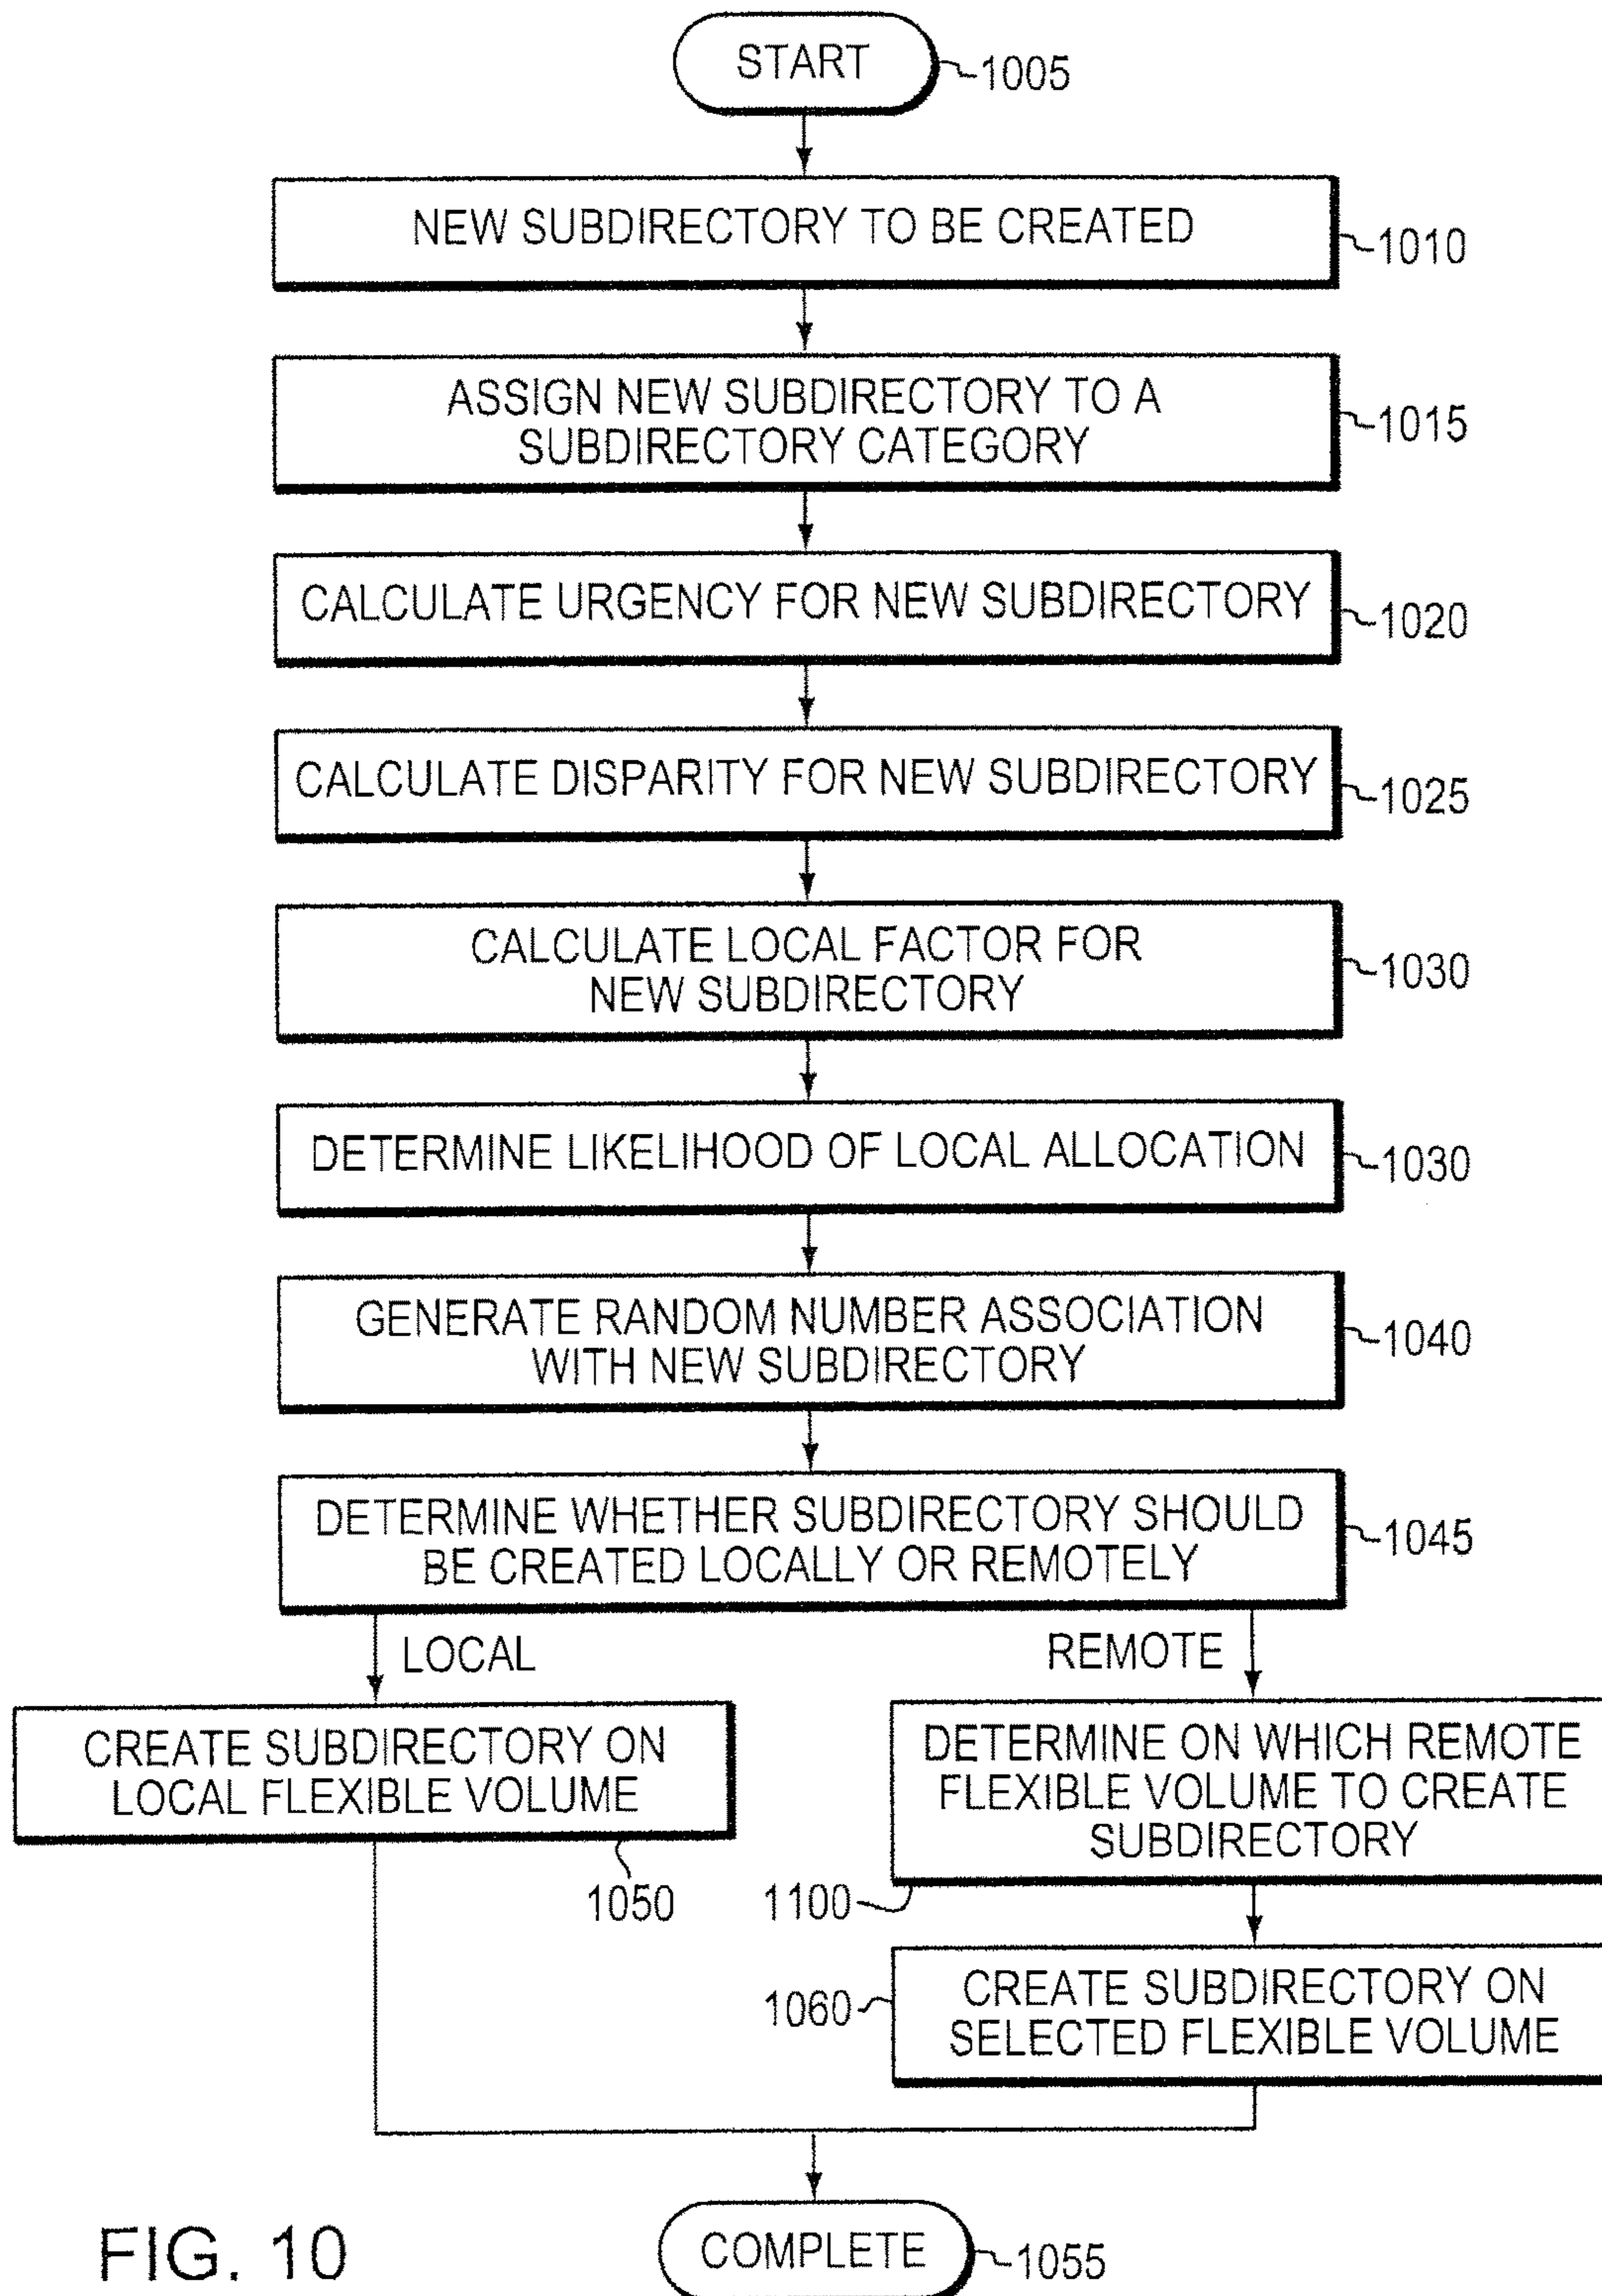 START
1005
NEW SUBDIRECTORY TO BE CREATED
1010
ASSIGN NEW SUBDIRECTORY TO A
SUBDIRECTORY CATEGORY
1015
CALCULATE URGENCY FOR NEW SUBDIRECTORY
1020
CALCULATE DISPARITY FOR NEW SUBDIRECTORY
1025
CALCULATE LOCAL FACTOR FOR
NEW SUBDIRECTORY
1030
DETERMINE LIKELIHOOD OF LOCAL ALLOCATION
1030
GENERATE RANDOM NUMBER ASSOCIATION
WITH NEW SUBDIRECTORY
1040
DETERMINE WHETHER SUBDIRECTORY SHOULD
BE CREATED LOCALLY OR REMOTELY
1045
LOCAL
REMOTE
CREATE SUBDIRECTORY ON
LOCAL FLEXIBLE VOLUME
1050
DETERMINE ON WHICH REMOTE
FLEXIBLE VOLUME TO CREATE
SUBDIRECTORY
1100
CREATE SUBDIRECTORY ON
SELECTED FLEXIBLE VOLUME
1060
COMPLETE
1055
FIG. 10